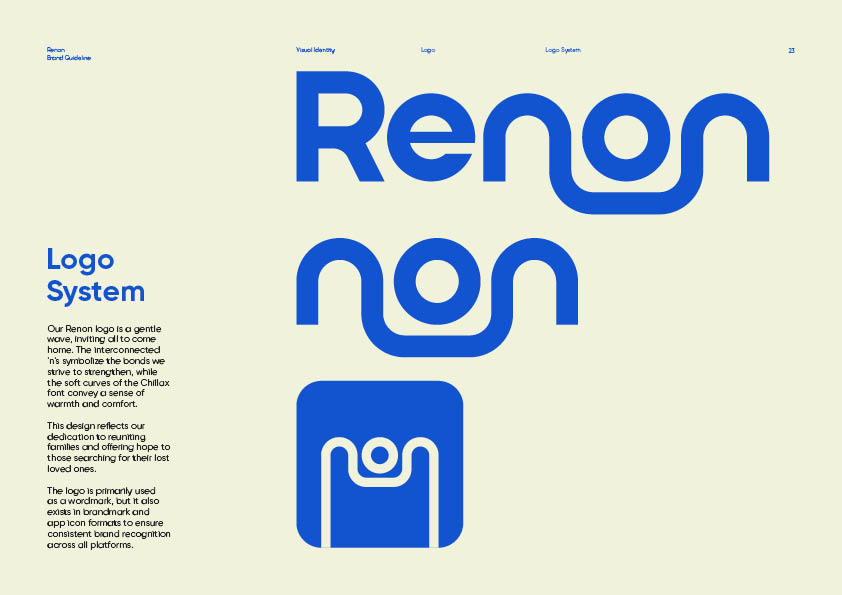 Renon
Brand Guideline
Visual Identity
Logo
Logo System
23
Renon
non
Logo
System
Our Renon logo is a gentle
wave, inviting all to come
home. The interconnected
'n's symbolize the bonds we
strive to strengthen, while
the soft curves of the Chillax
font convey a sense of
warmth and comfort.
This design reflects our
dedication to reuniting
families and offering hope to
those searching for their lost
loved ones.
The logo is primarily used
as a wordmark, but it also
exists in brandmark and
app icon formats to ensure
consistent brand recognition
across all platforms.